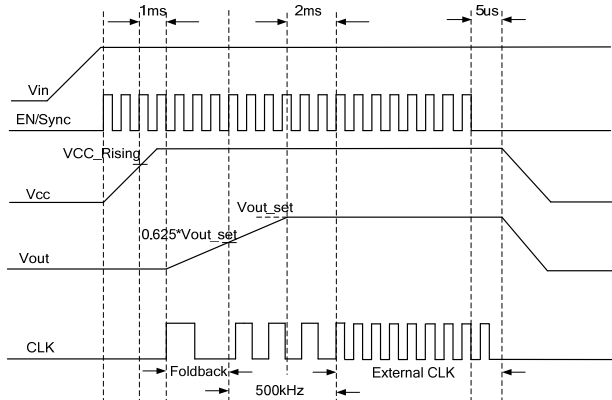 1ms
2ms
5us
Vin
EN/Sync
VCC_Rising
Vcc
Vout_set
0.625*Vout_set
Vout
CLK
Foldback
External CLK
500kHz